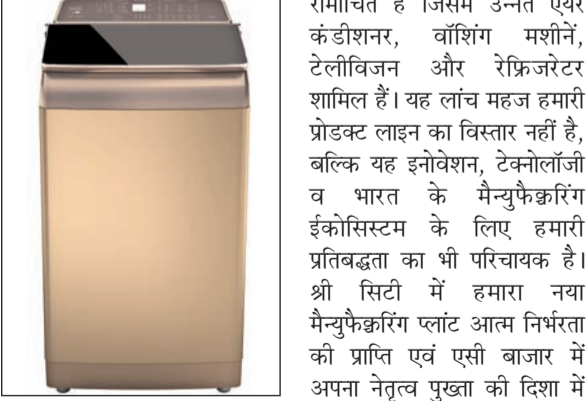 रोमांचित हैं जिसमें उन्नत एयर
कंडीशनर, वॉशिंग मशीनें,
टेलीविजन और रेफ्रिजरेटर
शामिल हैं। यह लांच महज हमारी
प्रोडक्ट लाइन का विस्तार नहीं है,
बल्कि यह इनोवेशन, टेक्नोलॉजी
व भारत के मैन्युफैक्चरिंग
ईकोसिस्टम के लिए हमारी
प्रतिबद्धता का भी परिचायक है।
श्री सिटी में हमारा नया
मैन्युफैक्चरिंग प्लांट आत्म निर्भरता
की प्राप्ति एवं एसी बाजार में
अपना नेतृत्व पुख्ता की दिशा में